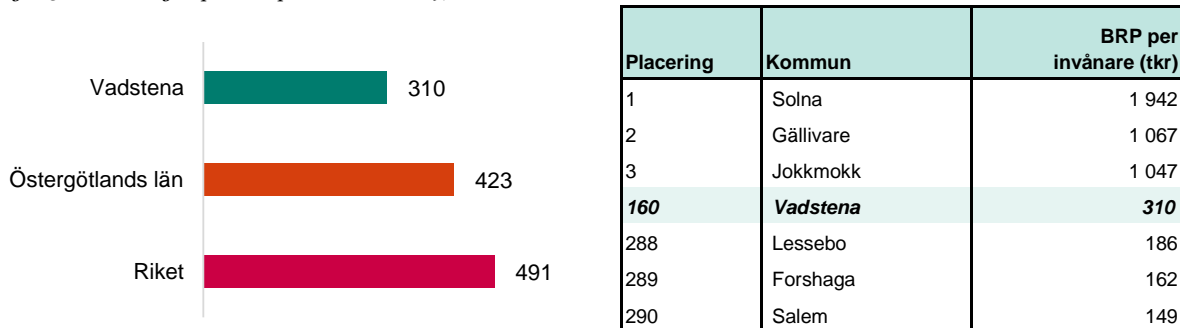 Vadstena 310
Östergötlands län 423
Riket 491
Placering Kommun BRP per invånare (tkr)
1 Solna 1 942
2 Gällivare 1 067
3 Jokkmokk 1 047
160 Vadstena 310
288 Lessebo 186
289 Forshaga 162
290 Salem 149